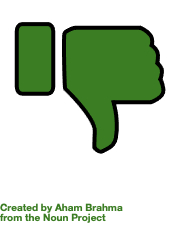 Created by Aham Brahma
from the Noun Project